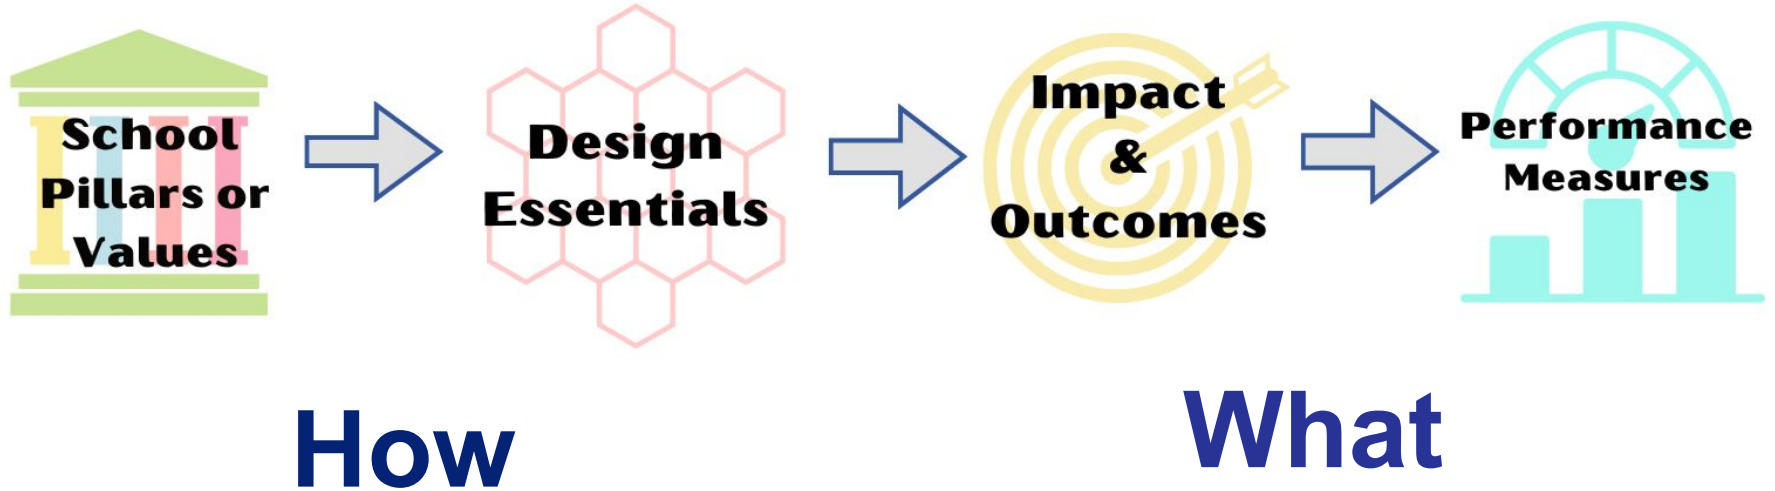 School
Pillars or
Values
Design
Essentials
Impact
&
Outcomes
Performance
Measures
How
What